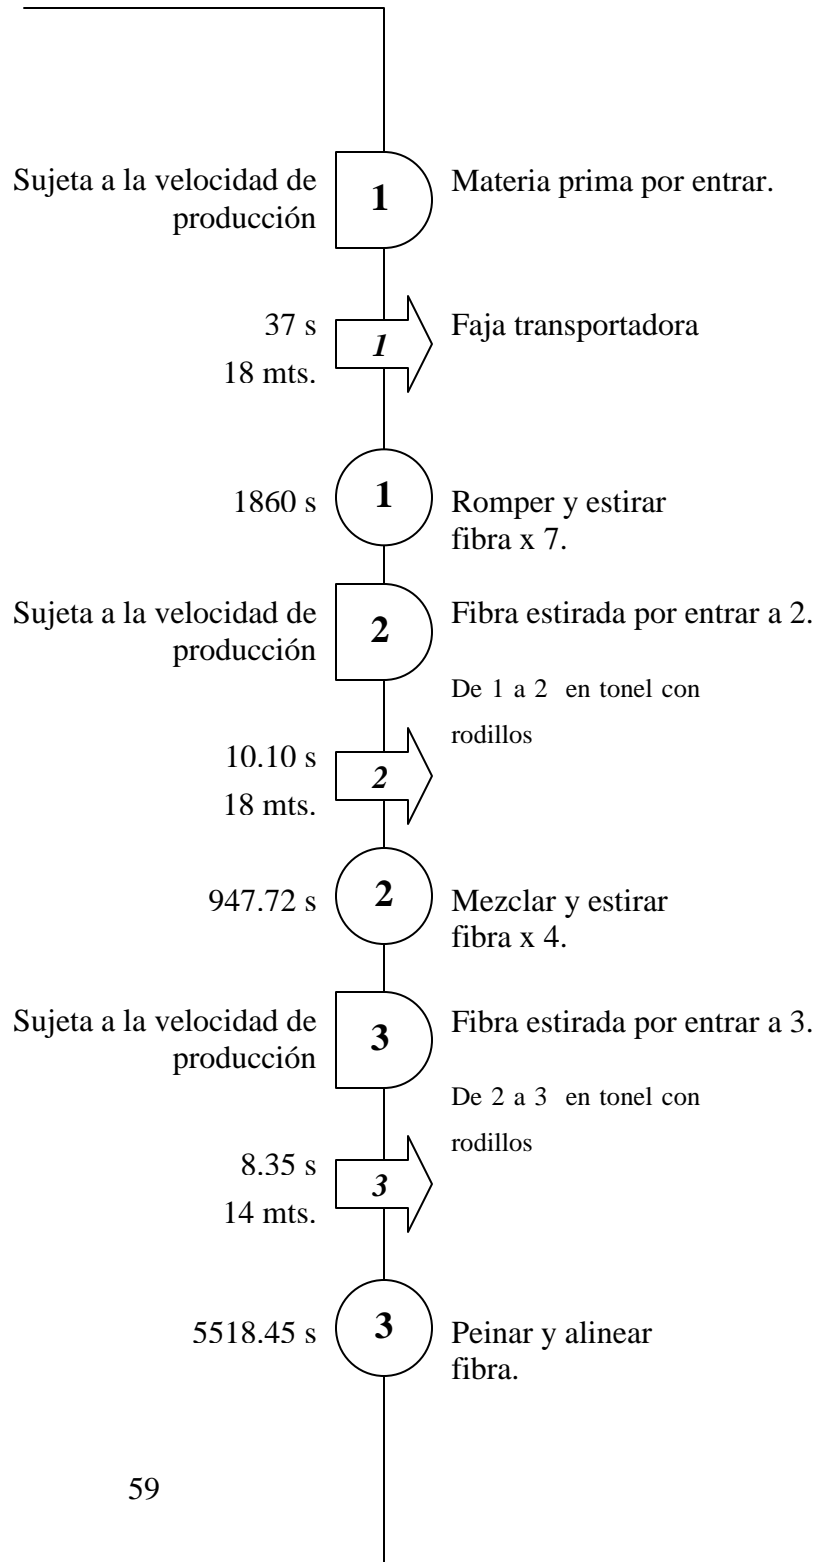 Sujeta a la velocidad de
producción
1
Materia prima por entrar.
37 s
18 mts.
1
Faja transportadora
1860 s
1
Romper y estirar
fibra x 7.
Sujeta a la velocidad de
producción
2
Fibra estirada por entrar a 2.
De 1 a 2 en tonel con
rodillos
10.10 s
18 mts.
2
947.72 s
2
Mezclar y estirar
fibra x 4.
Sujeta a la velocidad de
producción
3
Fibra estirada por entrar a 3.
De 2 a 3 en tonel con
rodillos
8.35 s
14 mts.
3
5518.45 s
3
Peinar y alinear
fibra.
59